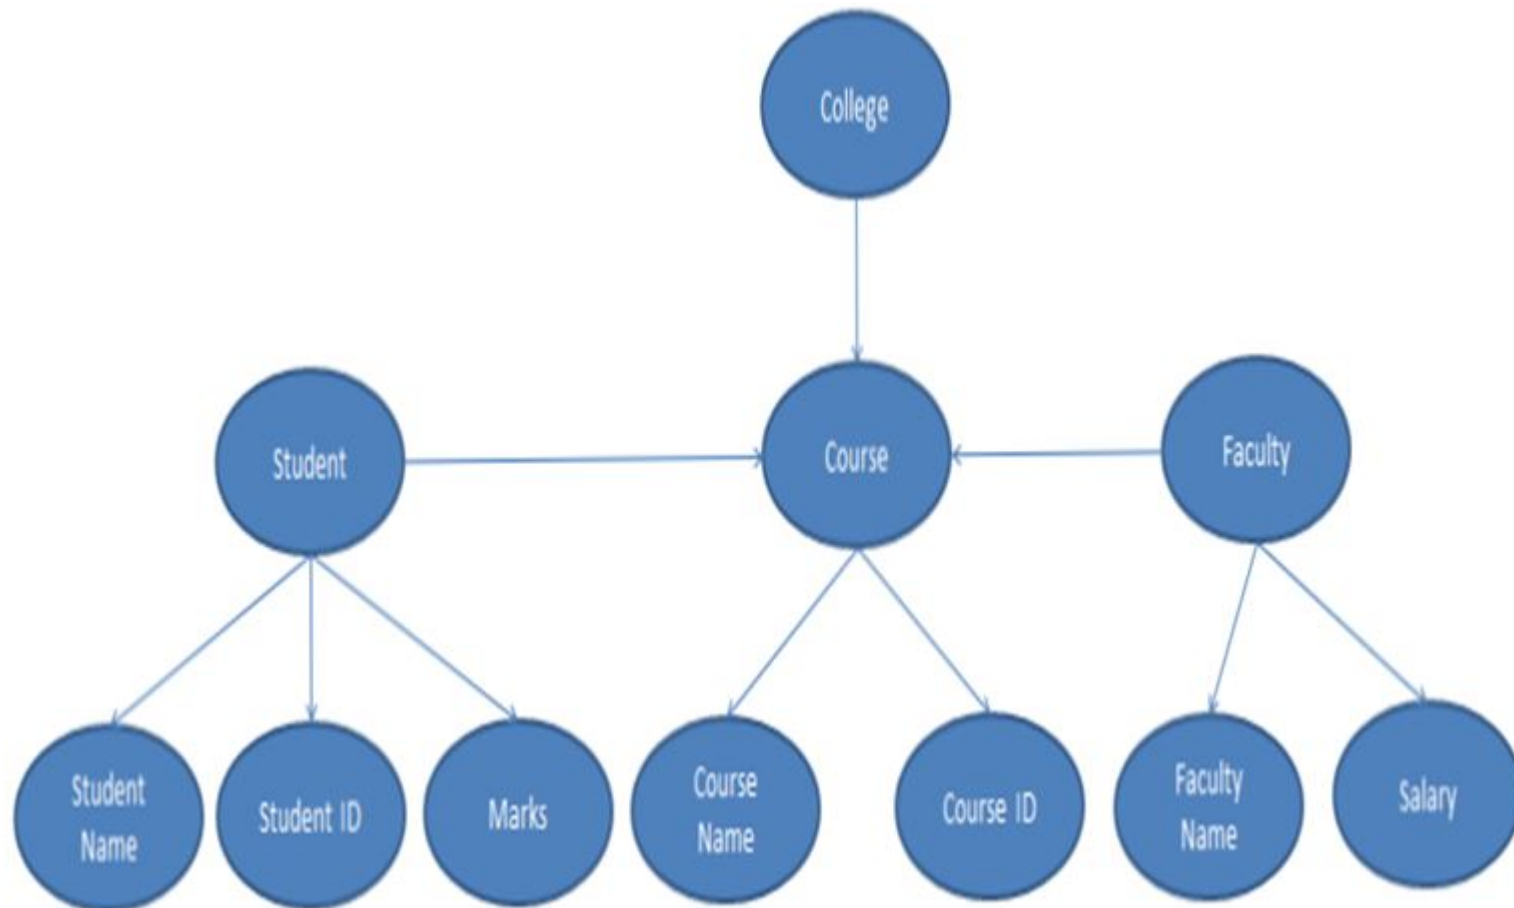 College
Student
Course
Faculty
Student
Name
Student ID
Marks
Course
Name
Course ID
Faculty
Name
Salary